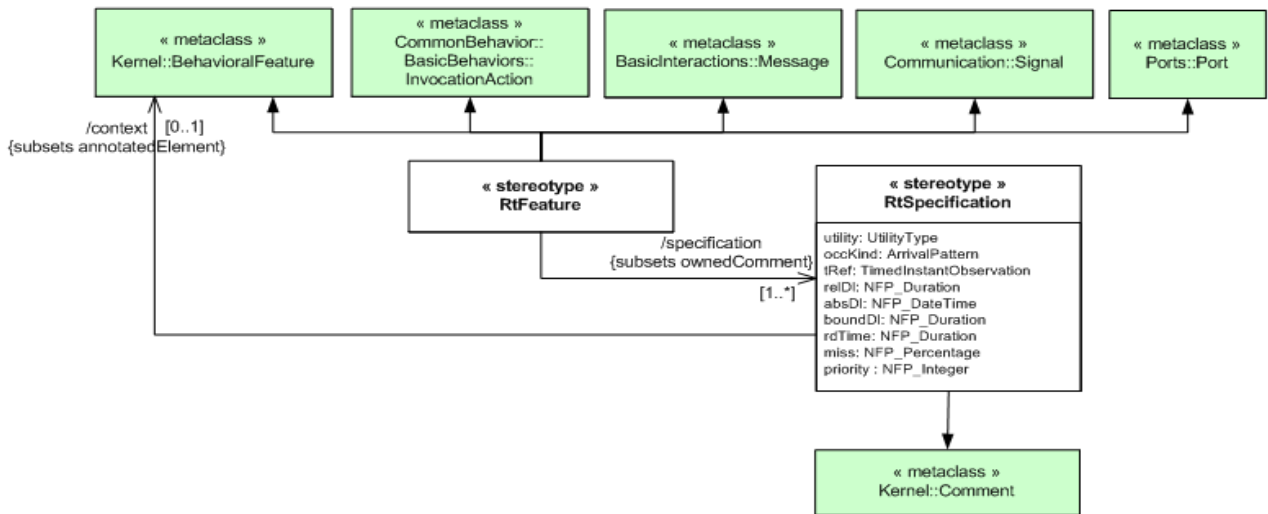 « metaclass »
Kernel::BehavioralFeature
« metaclass »
CommonBehavior::
BasicBehaviors::
InvocationAction
« metaclass »
BasicInteractions::Message
« metaclass »
Communication::Signal
« metaclass »
Ports::Port
/context [0..1]
{subsets annotatedElement}
« stereotype »
RtFeature
/specification
{subsets ownedComment}
[1..*]
« stereotype »
RtSpecification
utility: UtilityType
occKind: ArrivalPattern
tRef: TimedInstantObservation
relDl: NFP_Duration
absDl: NFP_DateTime
boundDl: NFP_Duration
rdTime: NFP_Duration
miss: NFP_Percentage
priority : NFP_Integer
« metaclass »
Kernel::Comment